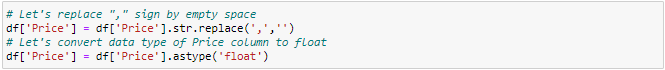 # Let's replace "," sign by empty space
df['Price'] = df['Price'].str.replace(',','')
# Let's convert data type of Price column to float
df['Price'] = df['Price'].astype('float')